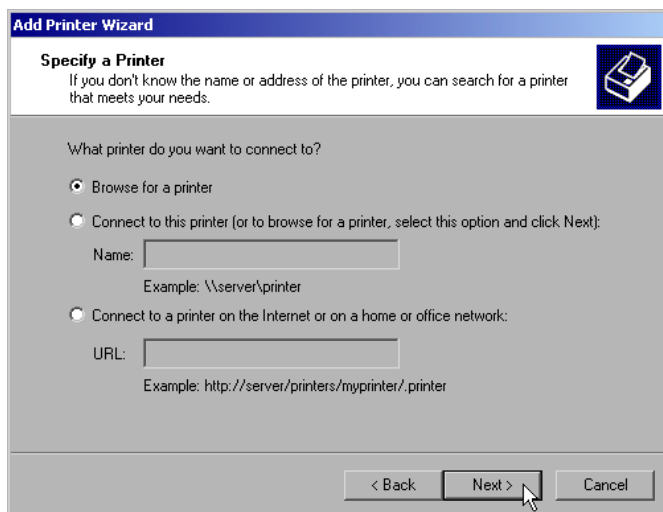 Add Printer Wizard
Specify a Printer
If you don't know the name or address of the printer, you can search for a printer
that meets your needs.
What printer do you want to connect to?
Browse for a printer
Connect to this printer (or to browse for a printer, select this option and click Next):
Name:
Example: \\server\printer
Connect to a printer on the Internet or on a home or office network:
URL:
Example: http://server/printers/myprinter/.printer
< Back Next > Cancel